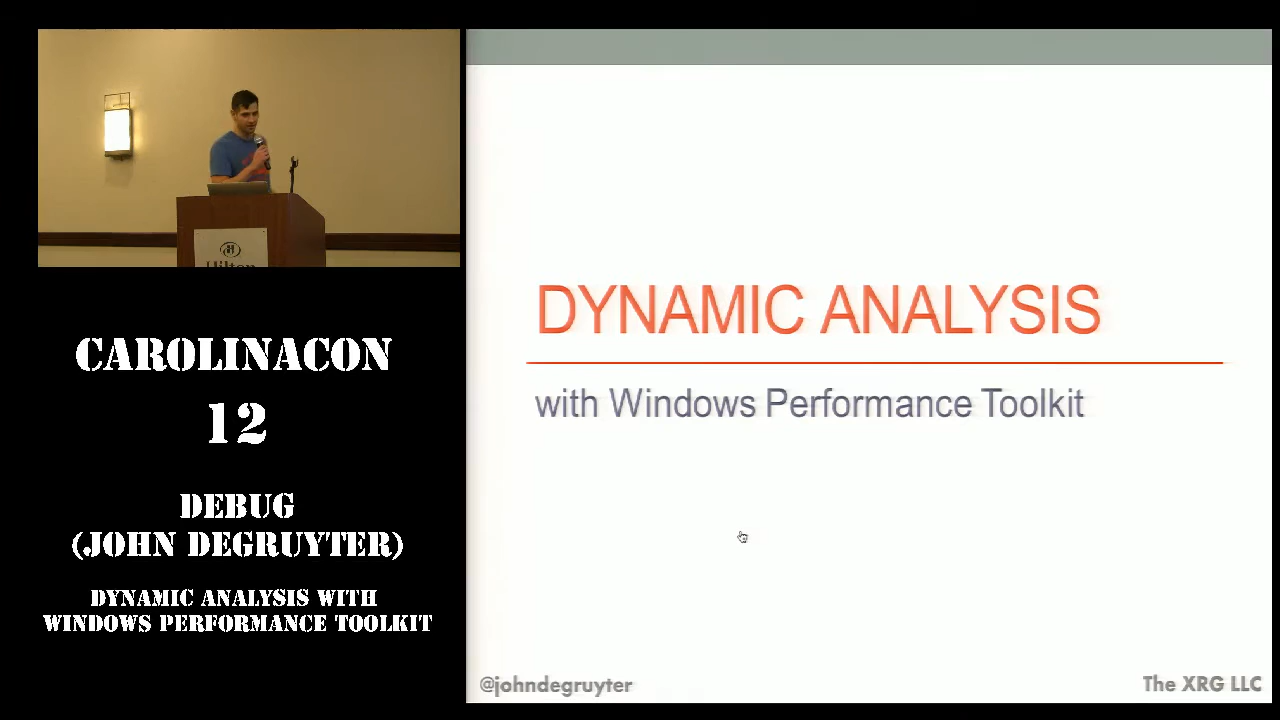 Hilton
CAROLINACON
12
DEBUG
(JOHN DEGRUYTER)
DYNAMIC ANALYSIS WITH
WINDOWS PERFORMANCE TOOLKIT
DYNAMIC ANALYSIS
with Windows Performance Toolkit
@johndegruyter
The XRG LLC